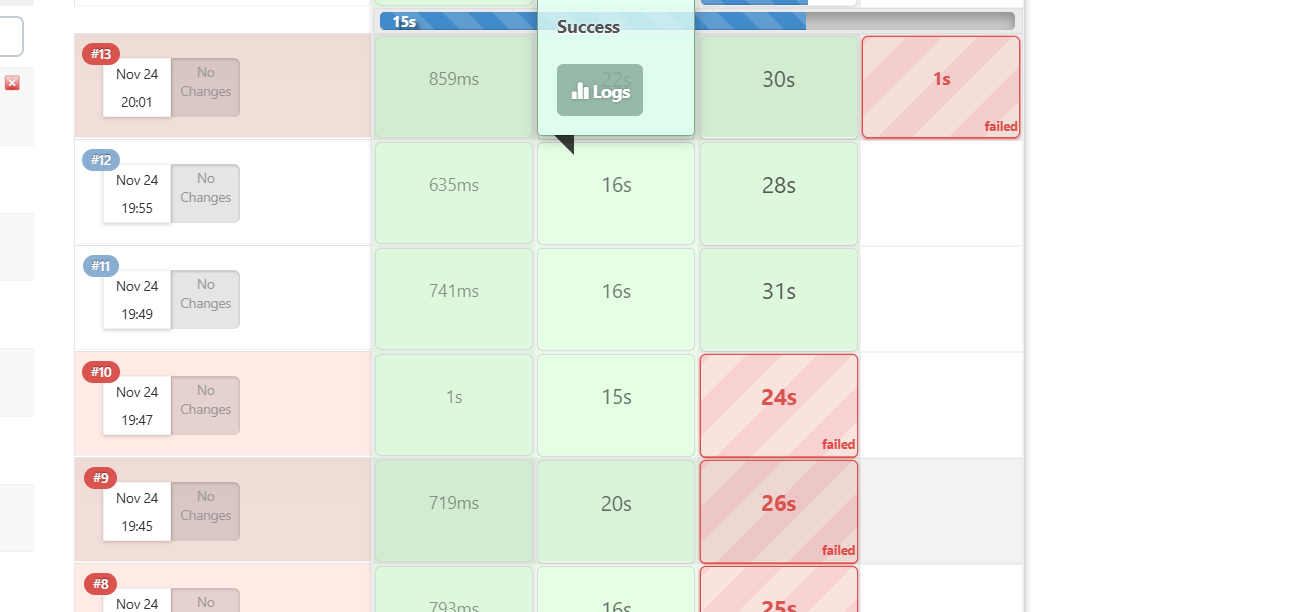 15s
Success
Logs
#13
Nov 24
20:01
No
Changes
859ms
22s
30s
1s
failed
#12
Nov 24
19:55
No
Changes
635ms
16s
28s
#11
Nov 24
19:49
No
Changes
741ms
16s
31s
#10
Nov 24
19:47
No
Changes
1s
15s
24s
failed
#9
Nov 24
19:45
No
Changes
719ms
20s
26s
failed
#8
Nov 24
No
793ms
16s
25s